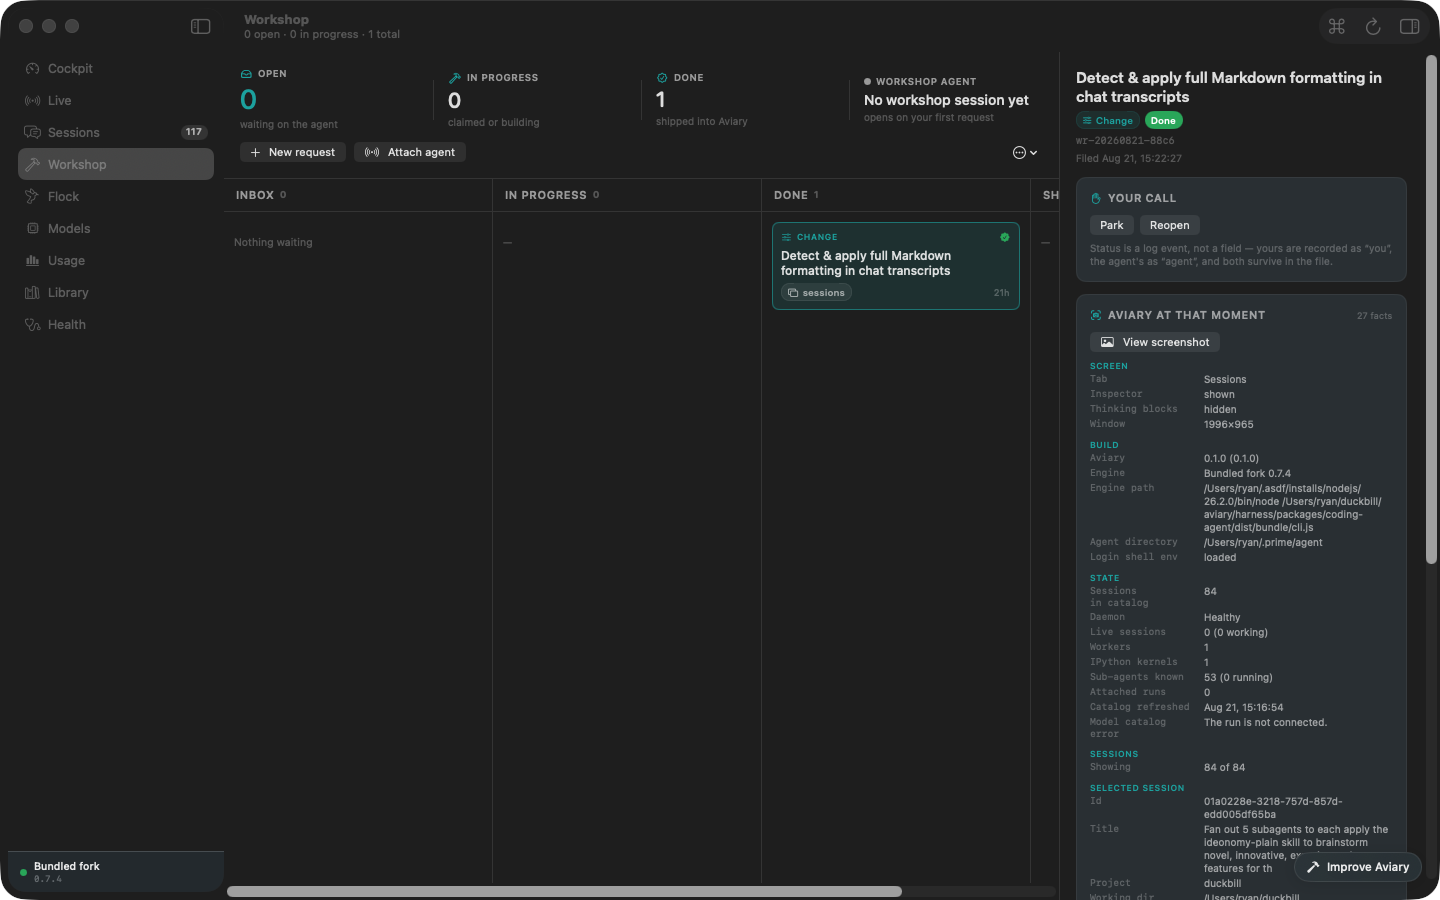 Workshop
0 open · 0 in progress · 1 total
Cockpit
Live
Sessions
117
Workshop
Flock
Models
Usage
Library
Health
Bundled fork
0.7.4
OPEN
0
waiting on the agent
IN PROGRESS
0
claimed or building
DONE
1
shipped into Aviary
WORKSHOP AGENT
No workshop session yet
opens on your first request
New request
Attach agent
INBOX 0
Nothing waiting
IN PROGRESS 0
—
DONE 1
CHANGE
Detect & apply full Markdown
formatting in chat transcripts
sessions
21h
SH
—
Detect & apply full Markdown formatting in
chat transcripts
Change
Done
wr-20260821-88c6
Filed Aug 21, 15:22:27
YOUR CALL
Park
Reopen
Status is a log event, not a field — yours are recorded as “you”,
the agent's as “agent”, and both survive in the file.
AVIARY AT THAT MOMENT
27 facts
View screenshot
SCREEN
Tab Sessions
Inspector shown
Thinking blocks hidden
Window 1996×965
BUILD
Aviary 0.1.0 (0.1.0)
Engine Bundled fork 0.7.4
Engine path /Users/ryan/.asdf/installs/nodejs/
26.2.0/bin/node /Users/ryan/duckbill/
aviary/harness/packages/coding-
agent/dist/bundle/cli.js
Agent directory /Users/ryan/.prime/agent
Login shell env loaded
STATE
Sessions 84
in catalog
Daemon Healthy
Live sessions 0 (0 working)
Workers 1
IPython kernels 1
Sub-agents known 53 (0 running)
Attached runs 0
Catalog refreshed Aug 21, 15:16:54
Model catalog The run is not connected.
error
SESSIONS
Showing 84 of 84
SELECTED SESSION
Id 01a0228e-3218-757d-857d-
edd005df65ba
Title Fan out 5 subagents to each apply the
ideonomy-plain skill to brainstorm
novel, innovative,
features for th
Improve Aviary
Project duckbill
Working dir /Users/ryan/duckbill